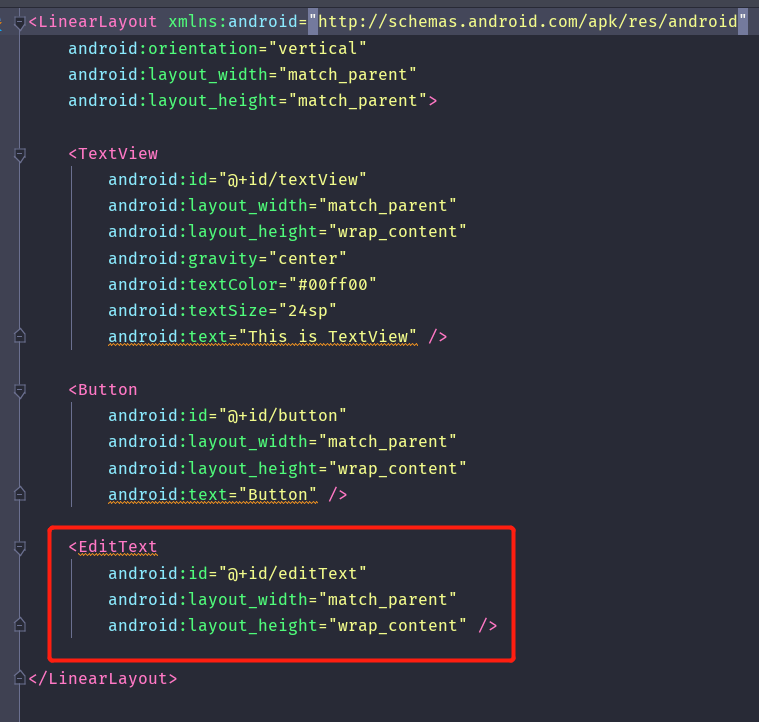 <LinearLayout xmlns:android="http://schemas.android.com/apk/res/android"
    android:orientation="vertical"
    android:layout_width="match_parent"
    android:layout_height="match_parent">

    <TextView
        android:id="@+id/textView"
        android:layout_width="match_parent"
        android:layout_height="wrap_content"
        android:gravity="center"
        android:textColor="#00ff00"
        android:textSize="24sp"
        android:text="This is TextView" />

    <Button
        android:id="@+id/button"
        android:layout_width="match_parent"
        android:layout_height="wrap_content"
        android:text="Button" />

    <EditText
        android:id="@+id/editText"
        android:layout_width="match_parent"
        android:layout_height="wrap_content" />

</LinearLayout>